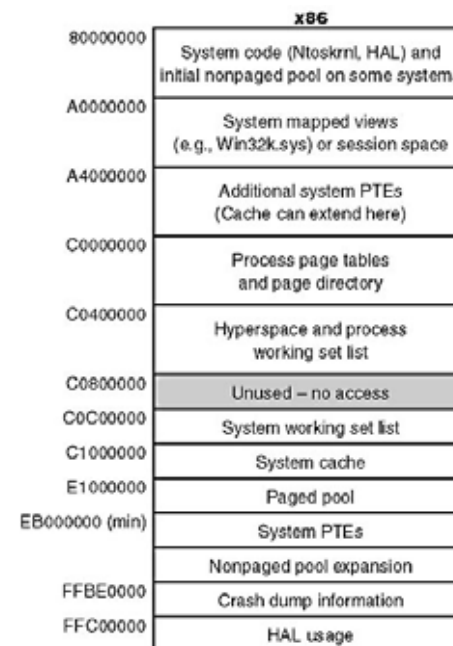 x86
80000000
System code (Ntoskrnl, HAL) and
initial nonpaged pool on some system
A0000000
System mapped views
(e.g., Win32k.sys) or session space
A4000000
Additional system PTEs
(Cache can extend here)
C0000000
Process page tables
and page directory
C0400000
Hyperspace and process
working set list
C0800000
Unused – no access
C0C00000
System working set list
C1000000
System cache
E1000000
Paged pool
EB000000 (min)
System PTEs
Nonpaged pool expansion
FFBE0000
Crash dump information
FFC00000
HAL usage